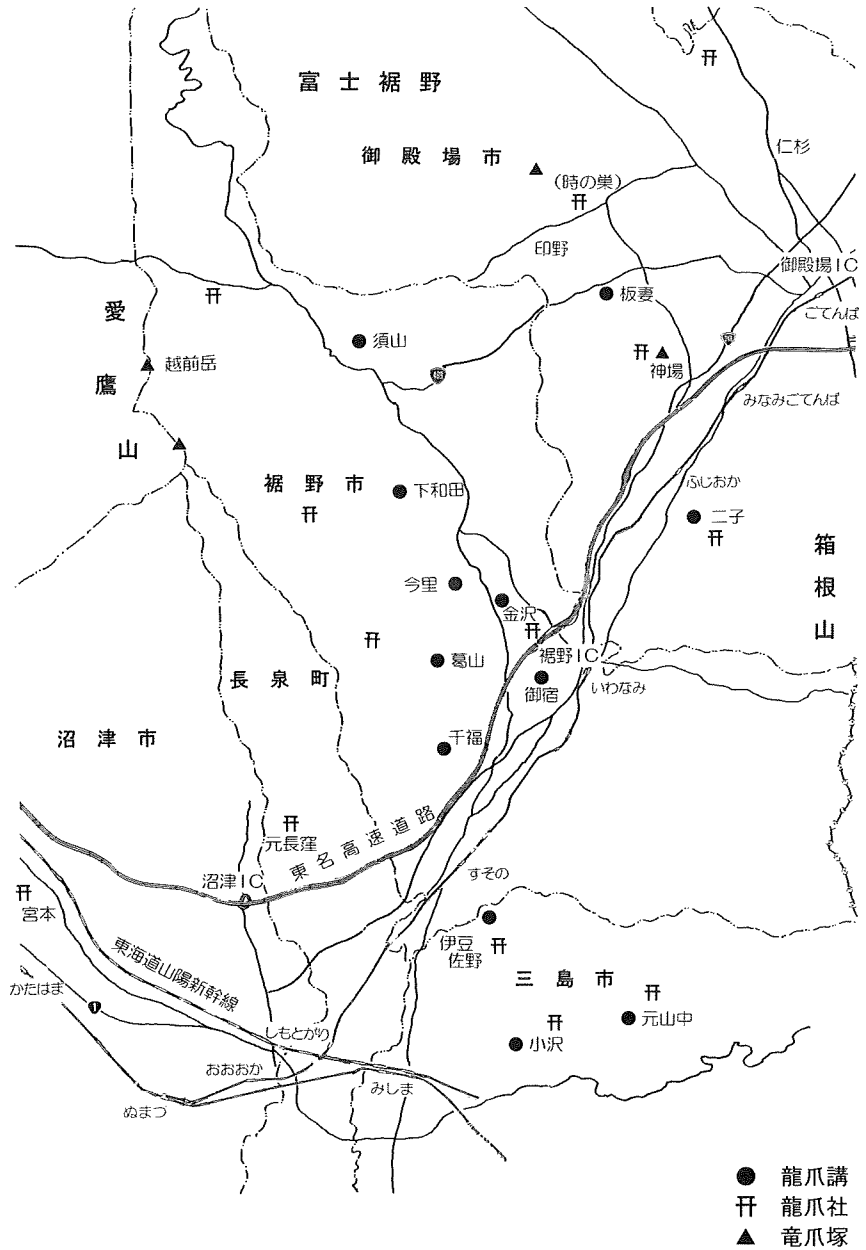 富士裾野
御殿場市
(時の巣)
仁杉
印野
御殿場IC
ごてんば
板妻
愛鷹山
須山
越前岳
神場
みなみごてんば
裾野市
下和田
ふじおか
二子
箱根山
今里
金沢
裾野IC
葛山
長泉町
御宿
いわなみ
沼津市
千福
元長窪
東名高速道路
沼津IC
すその
宮本
伊豆
佐野
東海道山陽新幹線
三島市
かたはま
1
元山中
しもとがり
小沢
おおおか
みしま
ぬまづ
龍爪講
龍爪社
竜爪塚